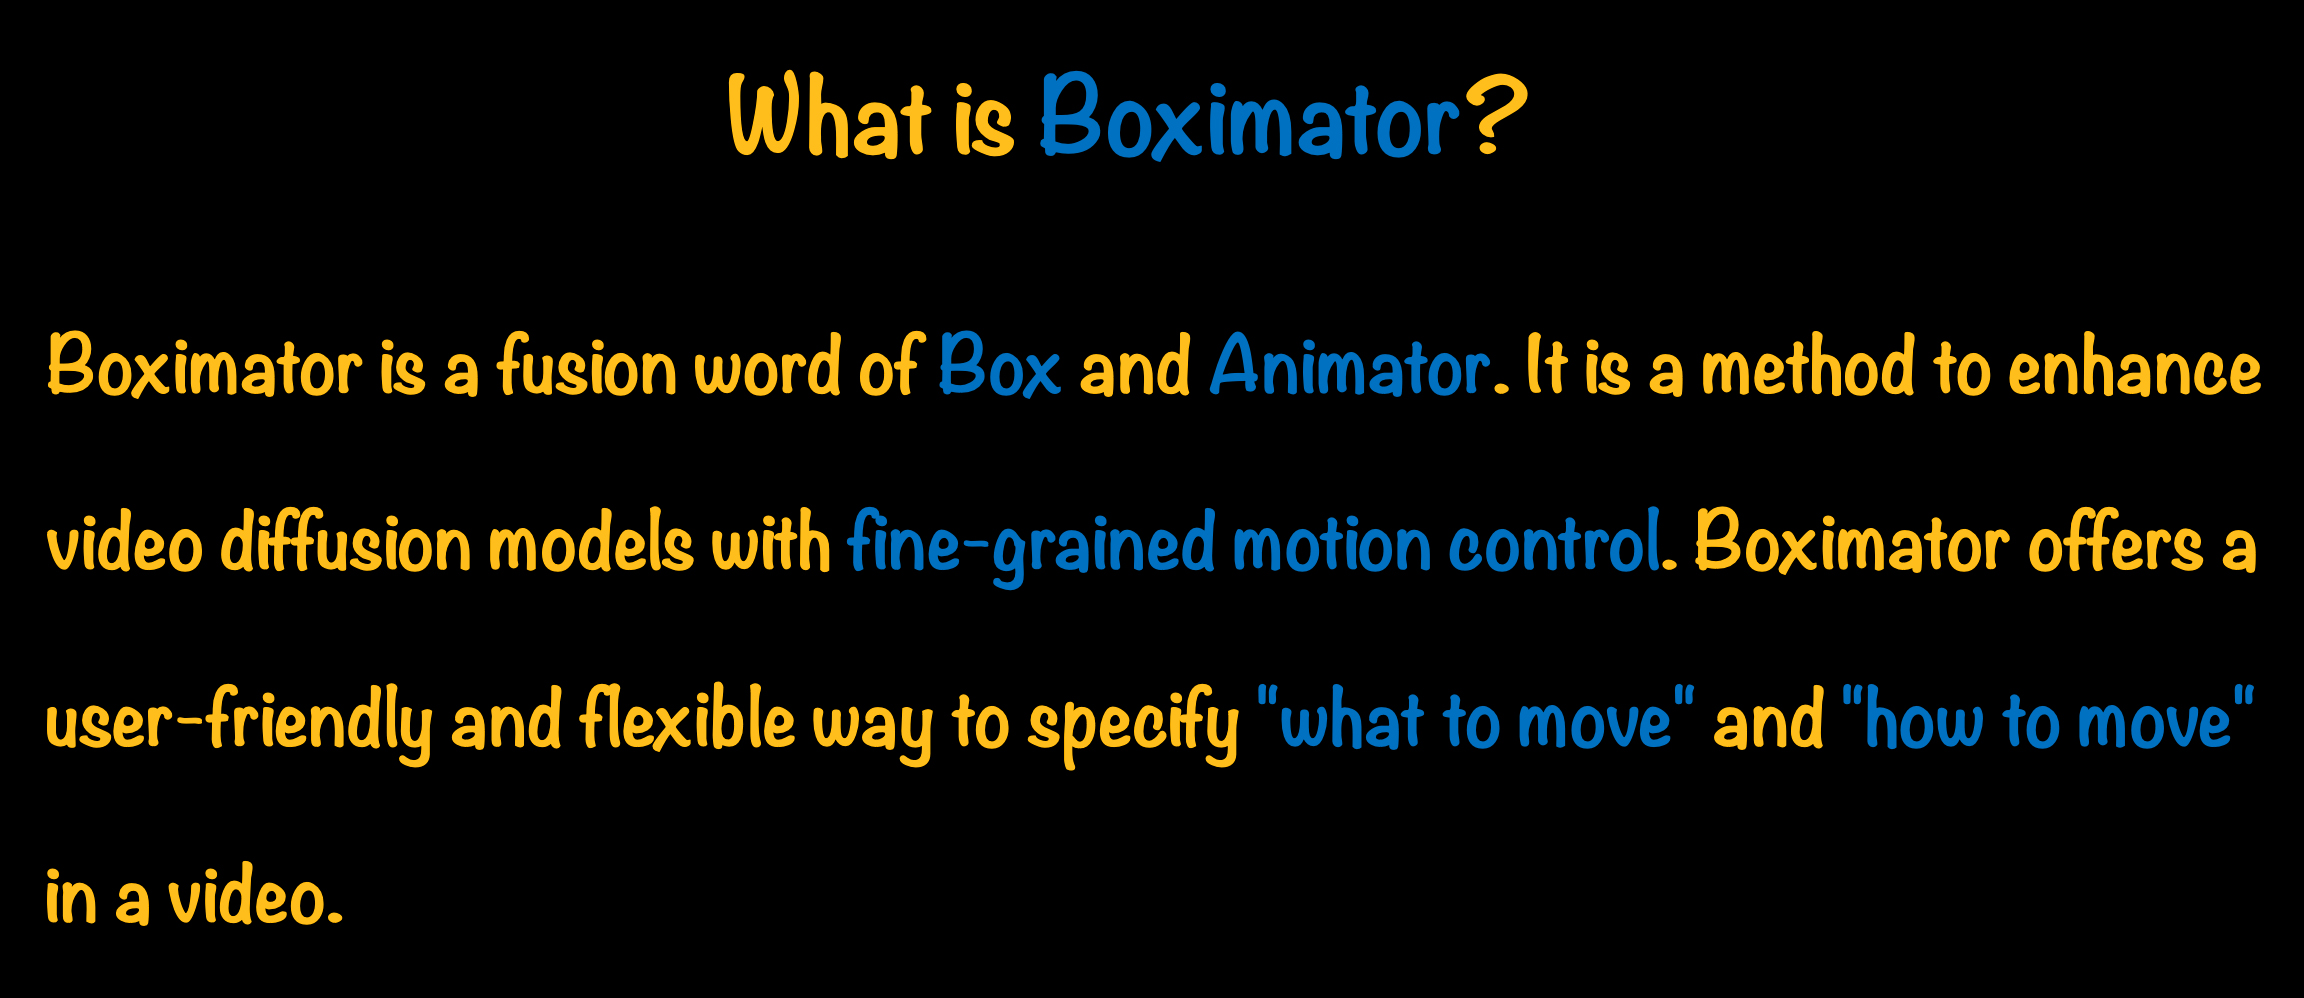 What is Boximator?
Boximator is a fusion word of Box and Animator. It is a method to enhance
video diffusion models with fine-grained motion control. Boximator offers a
user-friendly and flexible way to specify "what to move" and "how to move"
in a video.